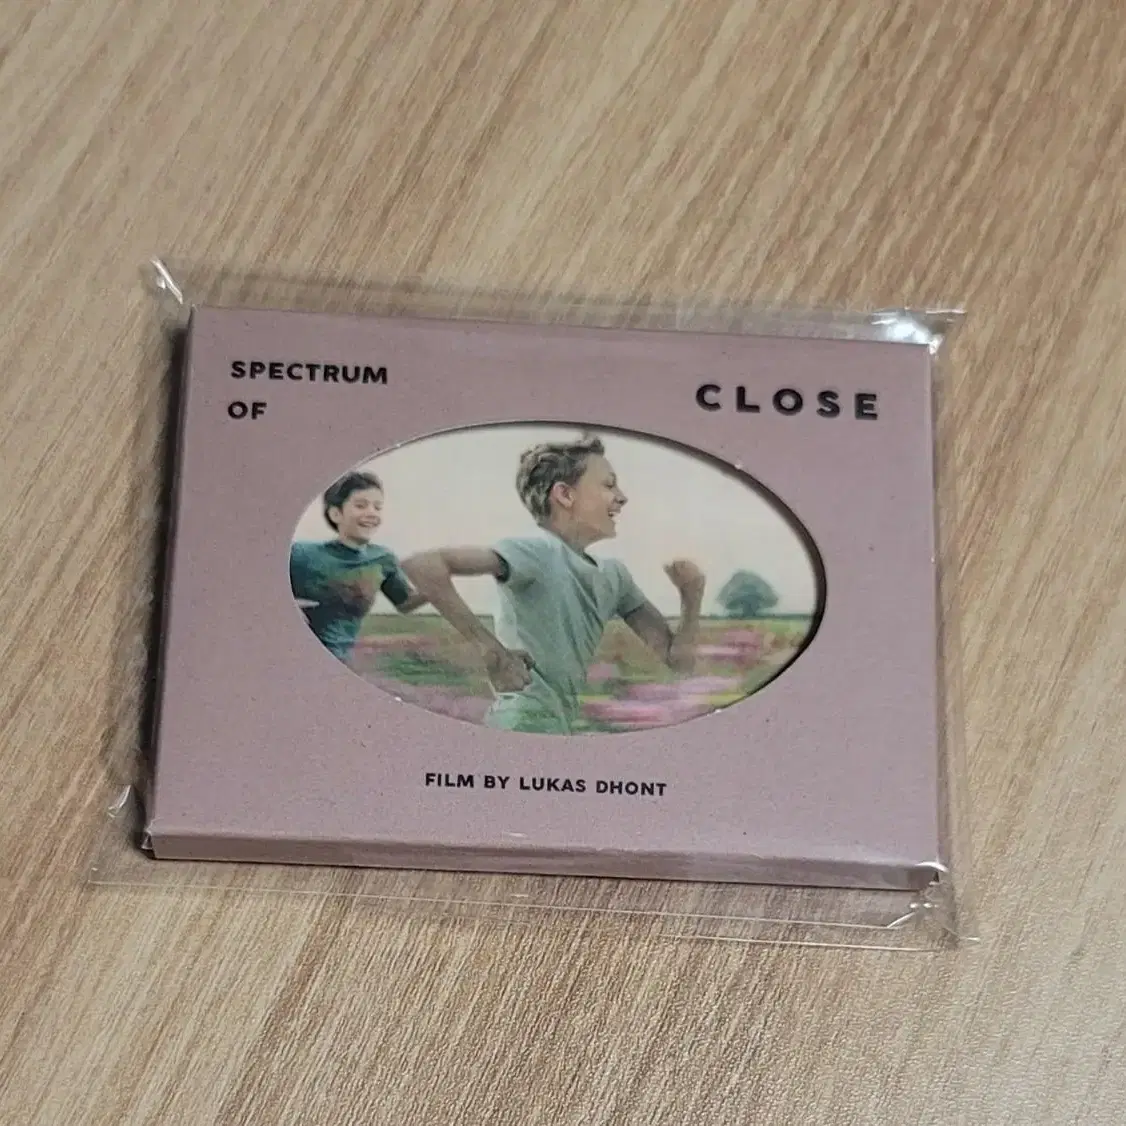 SPECTRUM
OF
CLOSE
FILM BY LUKAS DHONT